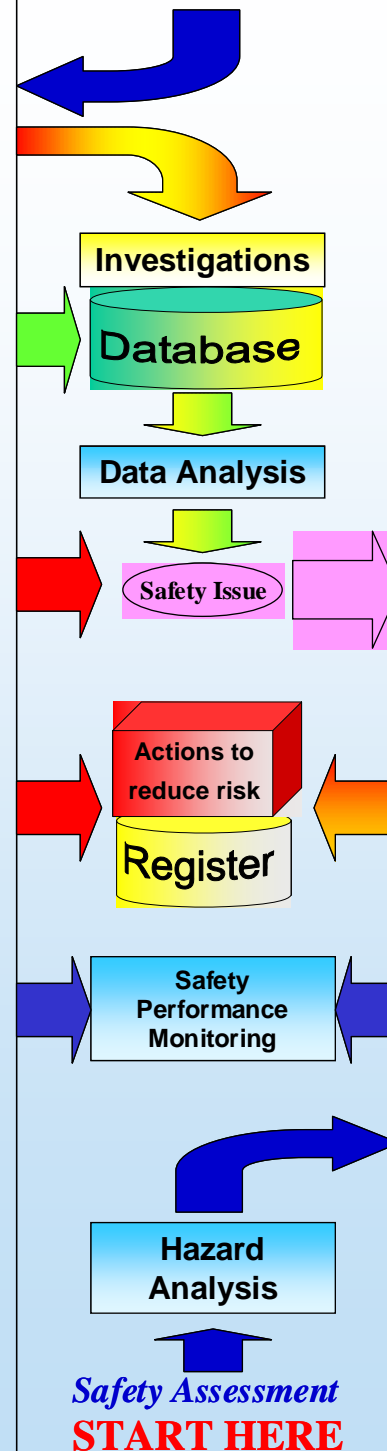 Investigations
Database
Data Analysis
Safety Issue
Actions to
reduce risk
Register
Safety
Performance
Monitoring
Hazard
Analysis
Safety Assessment
START HERE